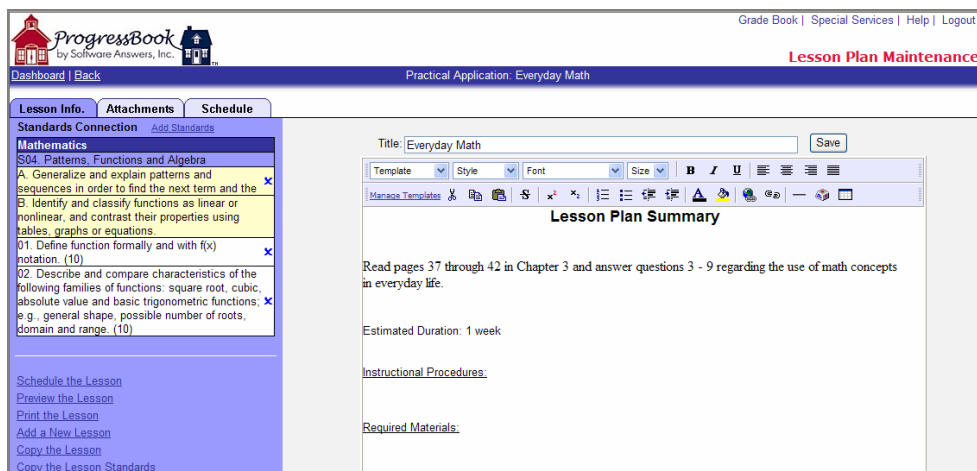 Grade Book | Special Services | Help | Logout
ProgressBook
by Software Answers, Inc.
TM
Lesson Plan Maintenance
Dashboard | Back
Practical Application: Everyday Math
Lesson Info.
Attachments
Schedule
Standards Connection Add Standards
Mathematics
S04. Patterns, Functions and Algebra
A. Generalize and explain patterns and
sequences in order to find the next term and the
B. Identify and classify functions as linear or
nonlinear, and contrast their properties using
tables, graphs or equations.
01. Define function formally and with f(x)
notation. (10)
02. Describe and compare characteristics of the
following families of functions: square root, cubic,
absolute value and basic trigonometric functions;
e.g., general shape, possible number of roots,
domain and range. (10)
Schedule the Lesson
Preview the Lesson
Print the Lesson
Add a New Lesson
Copy the Lesson
Copy the Lesson Standards
Title: Everyday Math
Save
Template Style Font Size B I U
Manage Templates S x² x₂ A
Lesson Plan Summary
Read pages 37 through 42 in Chapter 3 and answer questions 3 - 9 regarding the use of math concepts
in everyday life.
Estimated Duration: 1 week
Instructional Procedures:
Required Materials: